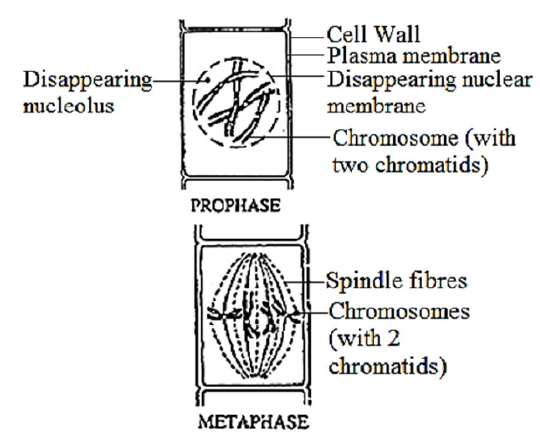 Cell Wall
Plasma membrane
Disappearing
nucleolus
Disappearing nuclear
membrane
Chromosome (with
two chromatids)
PROPHASE
Spindle fibres
Chromosomes
(with 2
chromatids)
METAPHASE